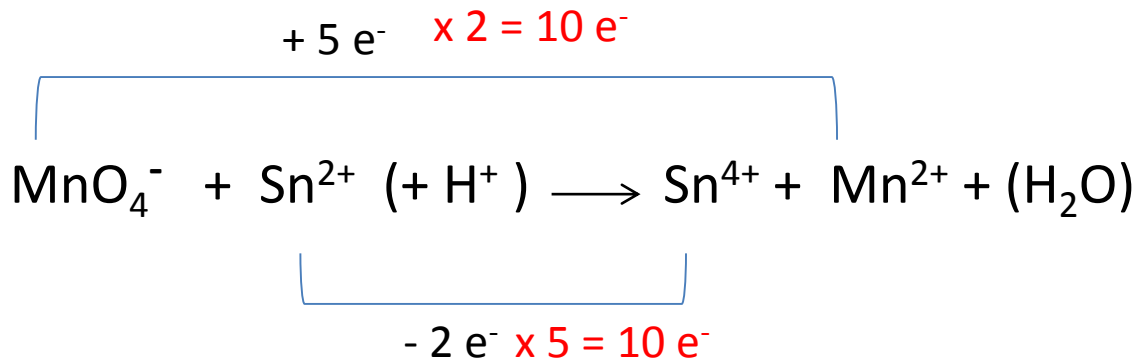 + 5 e⁻ x 2 = 10 e⁻
MnO₄⁻ + Sn²⁺ (+ H⁺ ) ⟶ Sn⁴⁺ + Mn²⁺ + (H₂O)
- 2 e⁻ x 5 = 10 e⁻